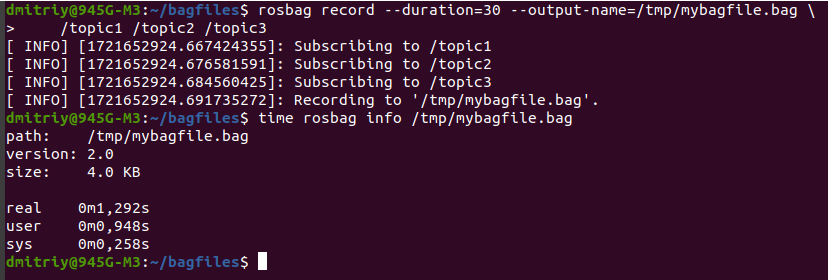 dmitriy@945G-M3:~/bagfiles$ rosbag record --duration=30 --output-name=/tmp/mybagfile.bag \
>     /topic1 /topic2 /topic3
[ INFO] [1721652924.667424355]: Subscribing to /topic1
[ INFO] [1721652924.676581591]: Subscribing to /topic2
[ INFO] [1721652924.684560425]: Subscribing to /topic3
[ INFO] [1721652924.691735272]: Recording to '/tmp/mybagfile.bag'.
dmitriy@945G-M3:~/bagfiles$ time rosbag info /tmp/mybagfile.bag
path:    /tmp/mybagfile.bag
version: 2.0
size:    4.0 KB
real    0m1,292s
user    0m0,948s
sys     0m0,258s
dmitriy@945G-M3:~/bagfiles$